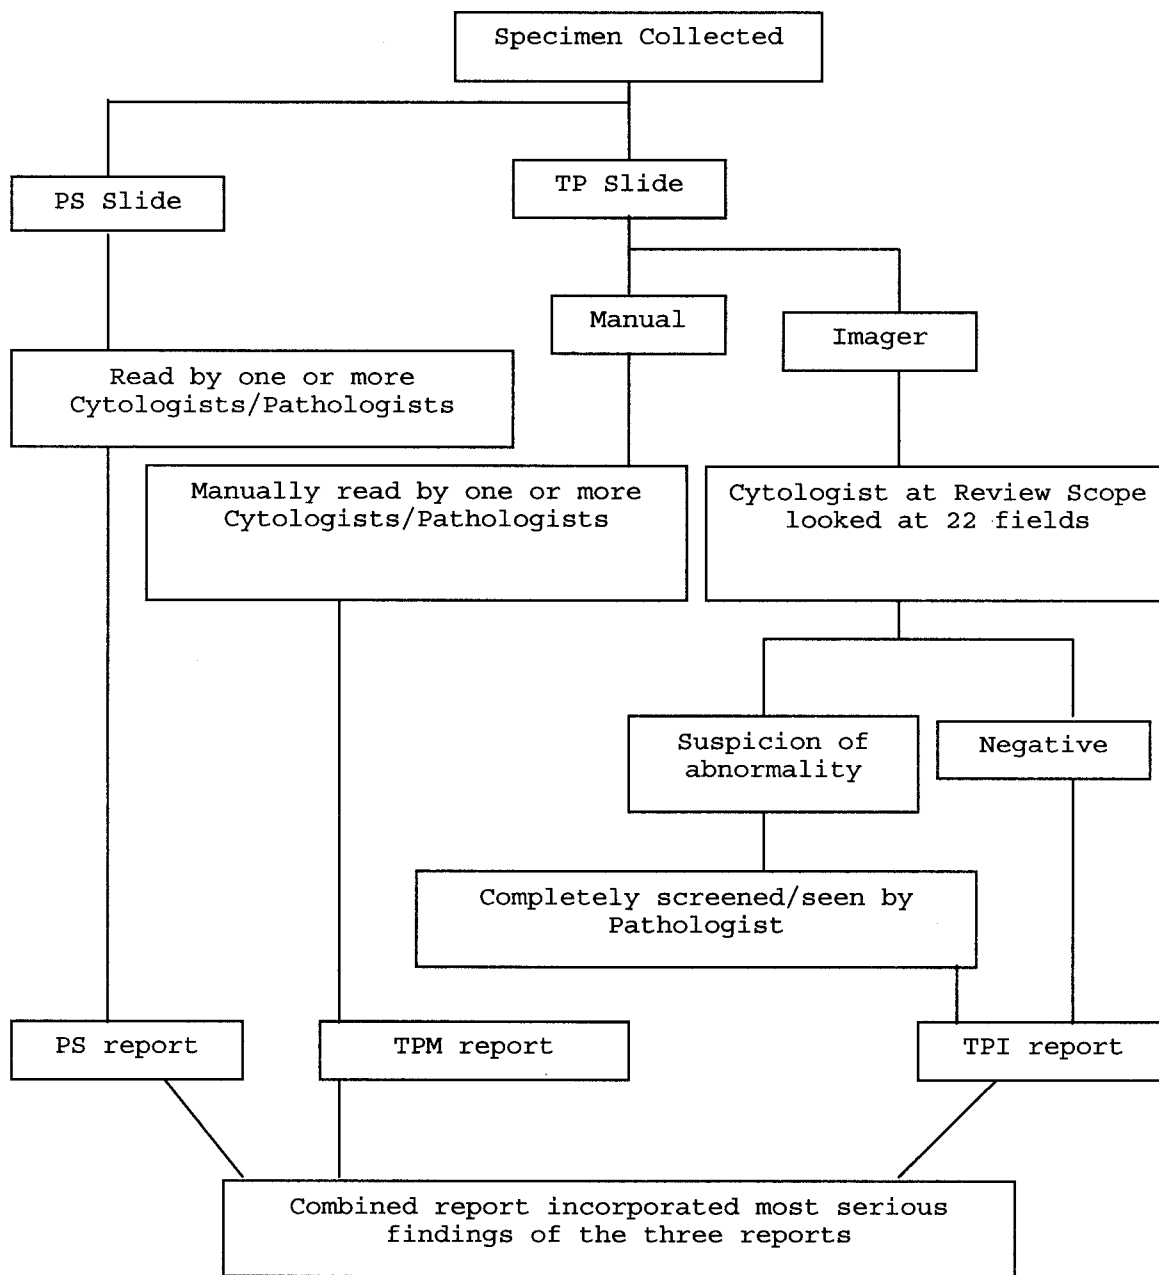 Specimen Collected
PS Slide
TP Slide
Manual
Imager
Read by one or more
Cytologists/Pathologists
Manually read by one or more
Cytologists/Pathologists
Cytologist at Review Scope
looked at 22 fields
Suspicion of
abnormality
Negative
Completely screened/seen by
Pathologist
PS report
TPM report
TPI report
Combined report incorporated most serious
findings of the three reports